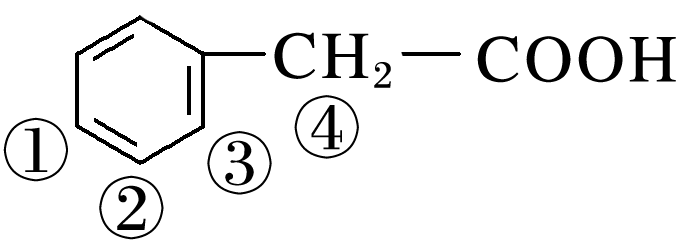 CH₂ — COOH
① ④
③
②